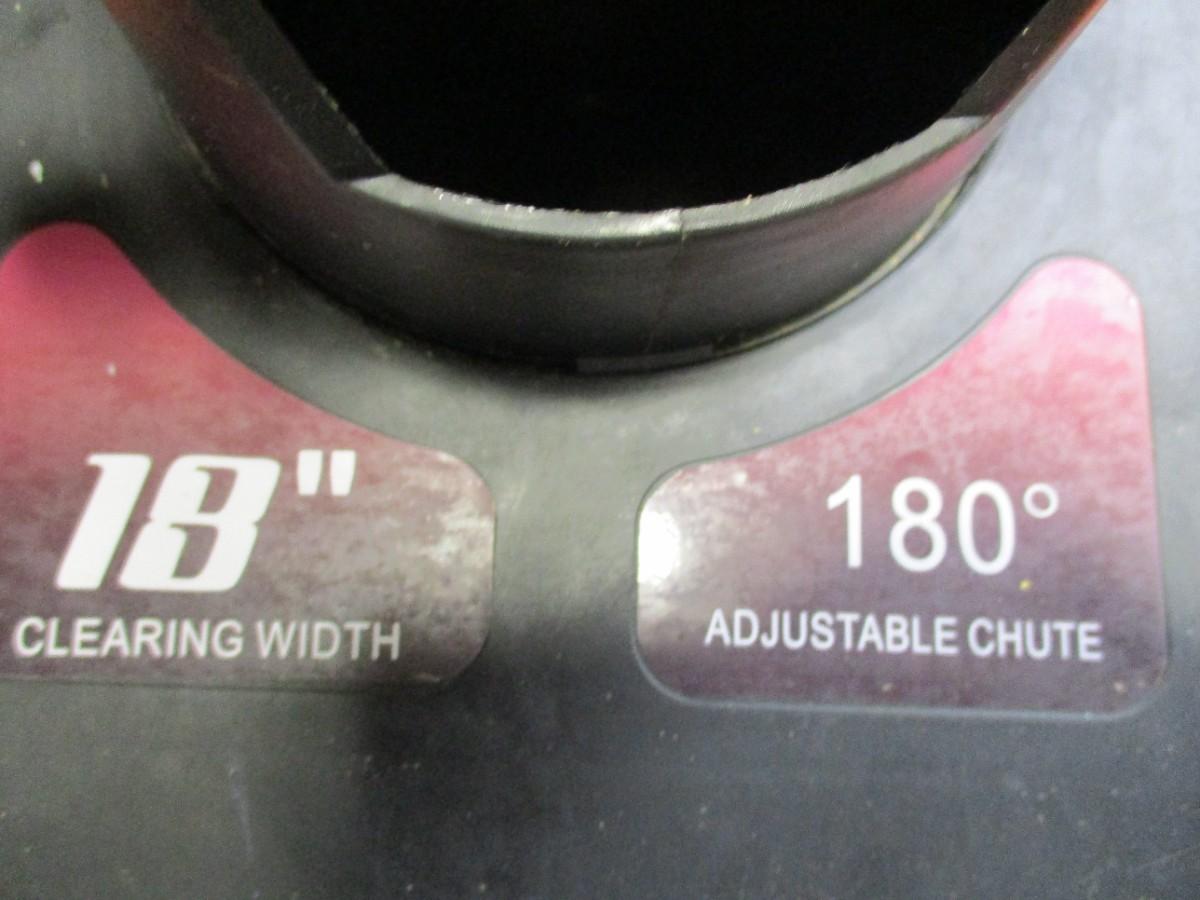 18"
CLEARING WIDTH
180°
ADJUSTABLE CHUTE